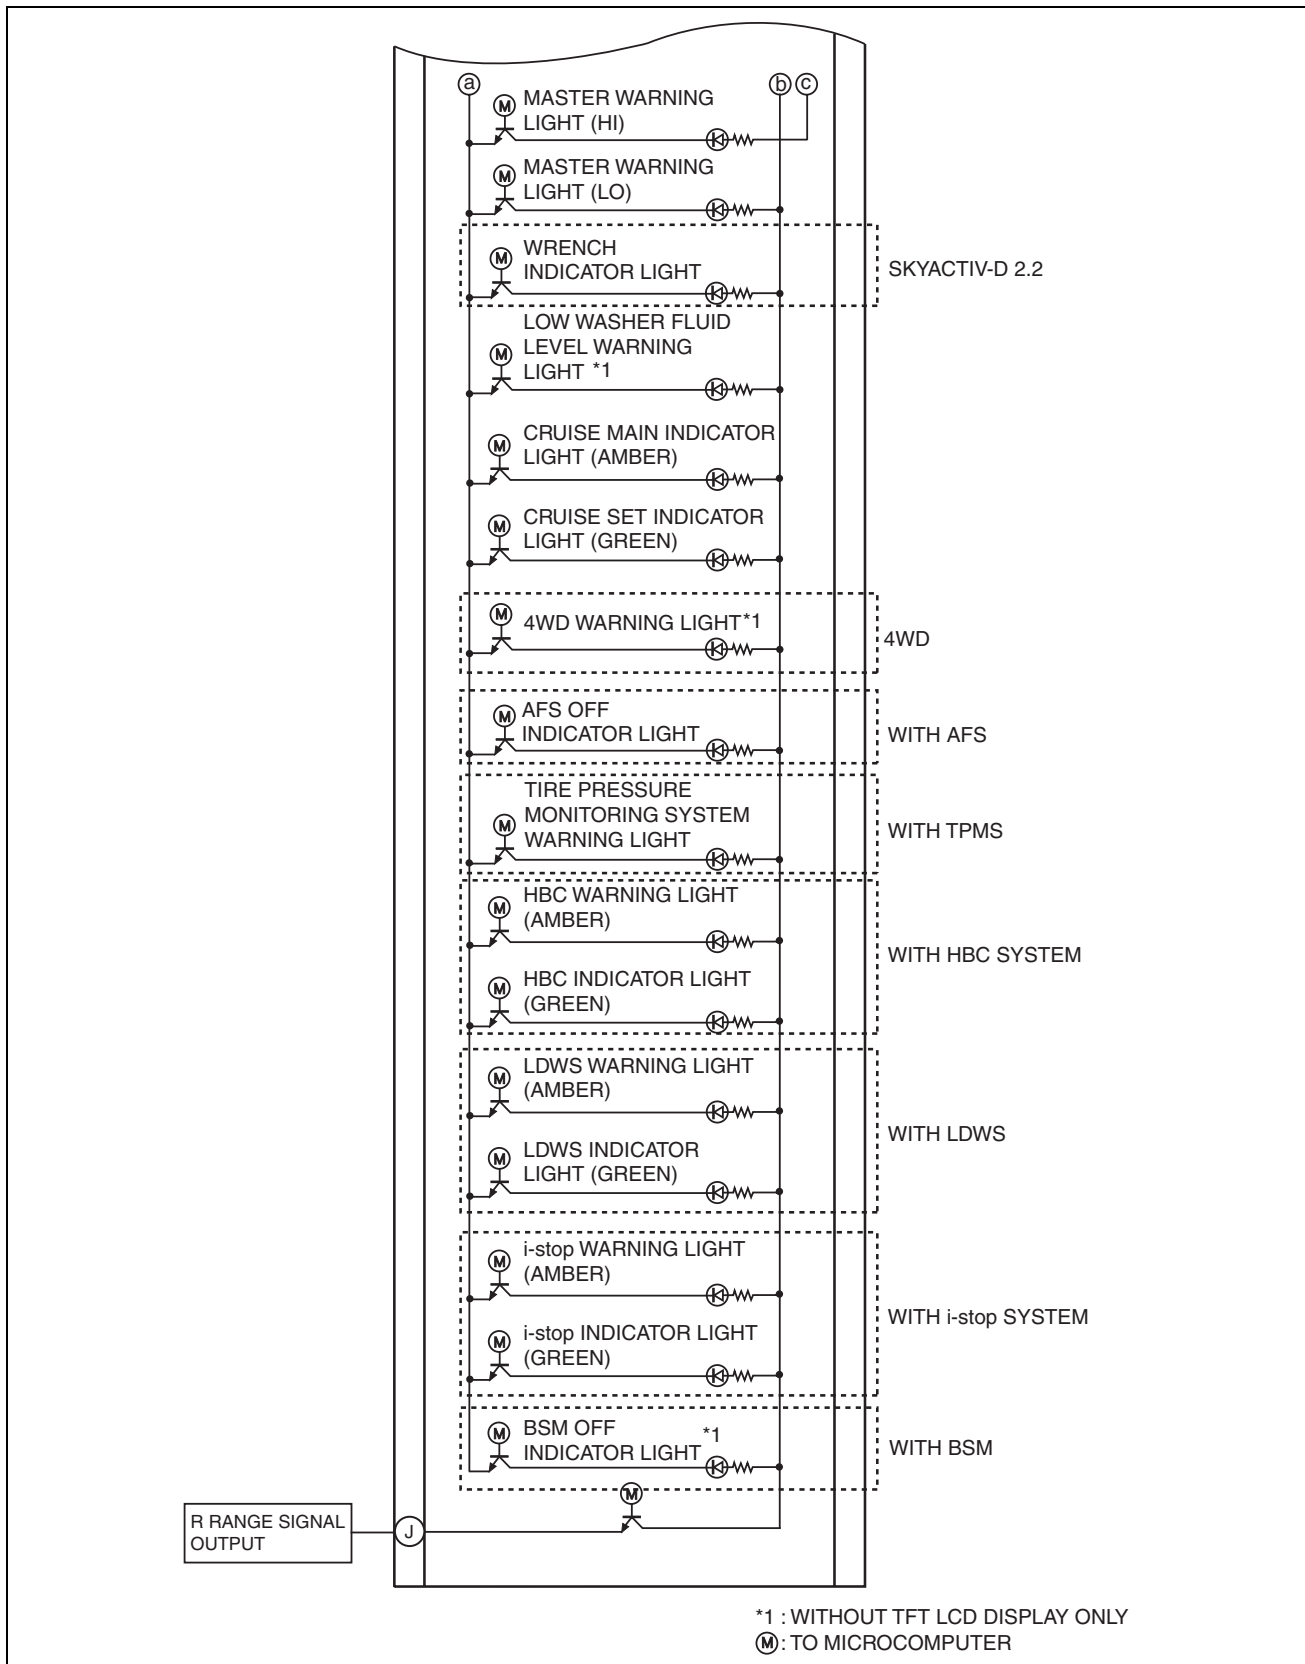 a
b
c
M
MASTER WARNING
LIGHT (HI)
M
MASTER WARNING
LIGHT (LO)
M
WRENCH
INDICATOR LIGHT
SKYACTIV-D 2.2
M
LOW WASHER FLUID
LEVEL WARNING
LIGHT *1
M
CRUISE MAIN INDICATOR
LIGHT (AMBER)
M
CRUISE SET INDICATOR
LIGHT (GREEN)
M
4WD WARNING LIGHT*1
4WD
M
AFS OFF
INDICATOR LIGHT
WITH AFS
M
TIRE PRESSURE
MONITORING SYSTEM
WARNING LIGHT
WITH TPMS
M
HBC WARNING LIGHT
(AMBER)
WITH HBC SYSTEM
M
HBC INDICATOR LIGHT
(GREEN)
M
LDWS WARNING LIGHT
(AMBER)
WITH LDWS
M
LDWS INDICATOR
LIGHT (GREEN)
M
i-stop WARNING LIGHT
(AMBER)
WITH i-stop SYSTEM
M
i-stop INDICATOR LIGHT
(GREEN)
M
BSM OFF
INDICATOR LIGHT *1
WITH BSM
M
R RANGE SIGNAL
OUTPUT
J
*1 : WITHOUT TFT LCD DISPLAY ONLY
M : TO MICROCOMPUTER